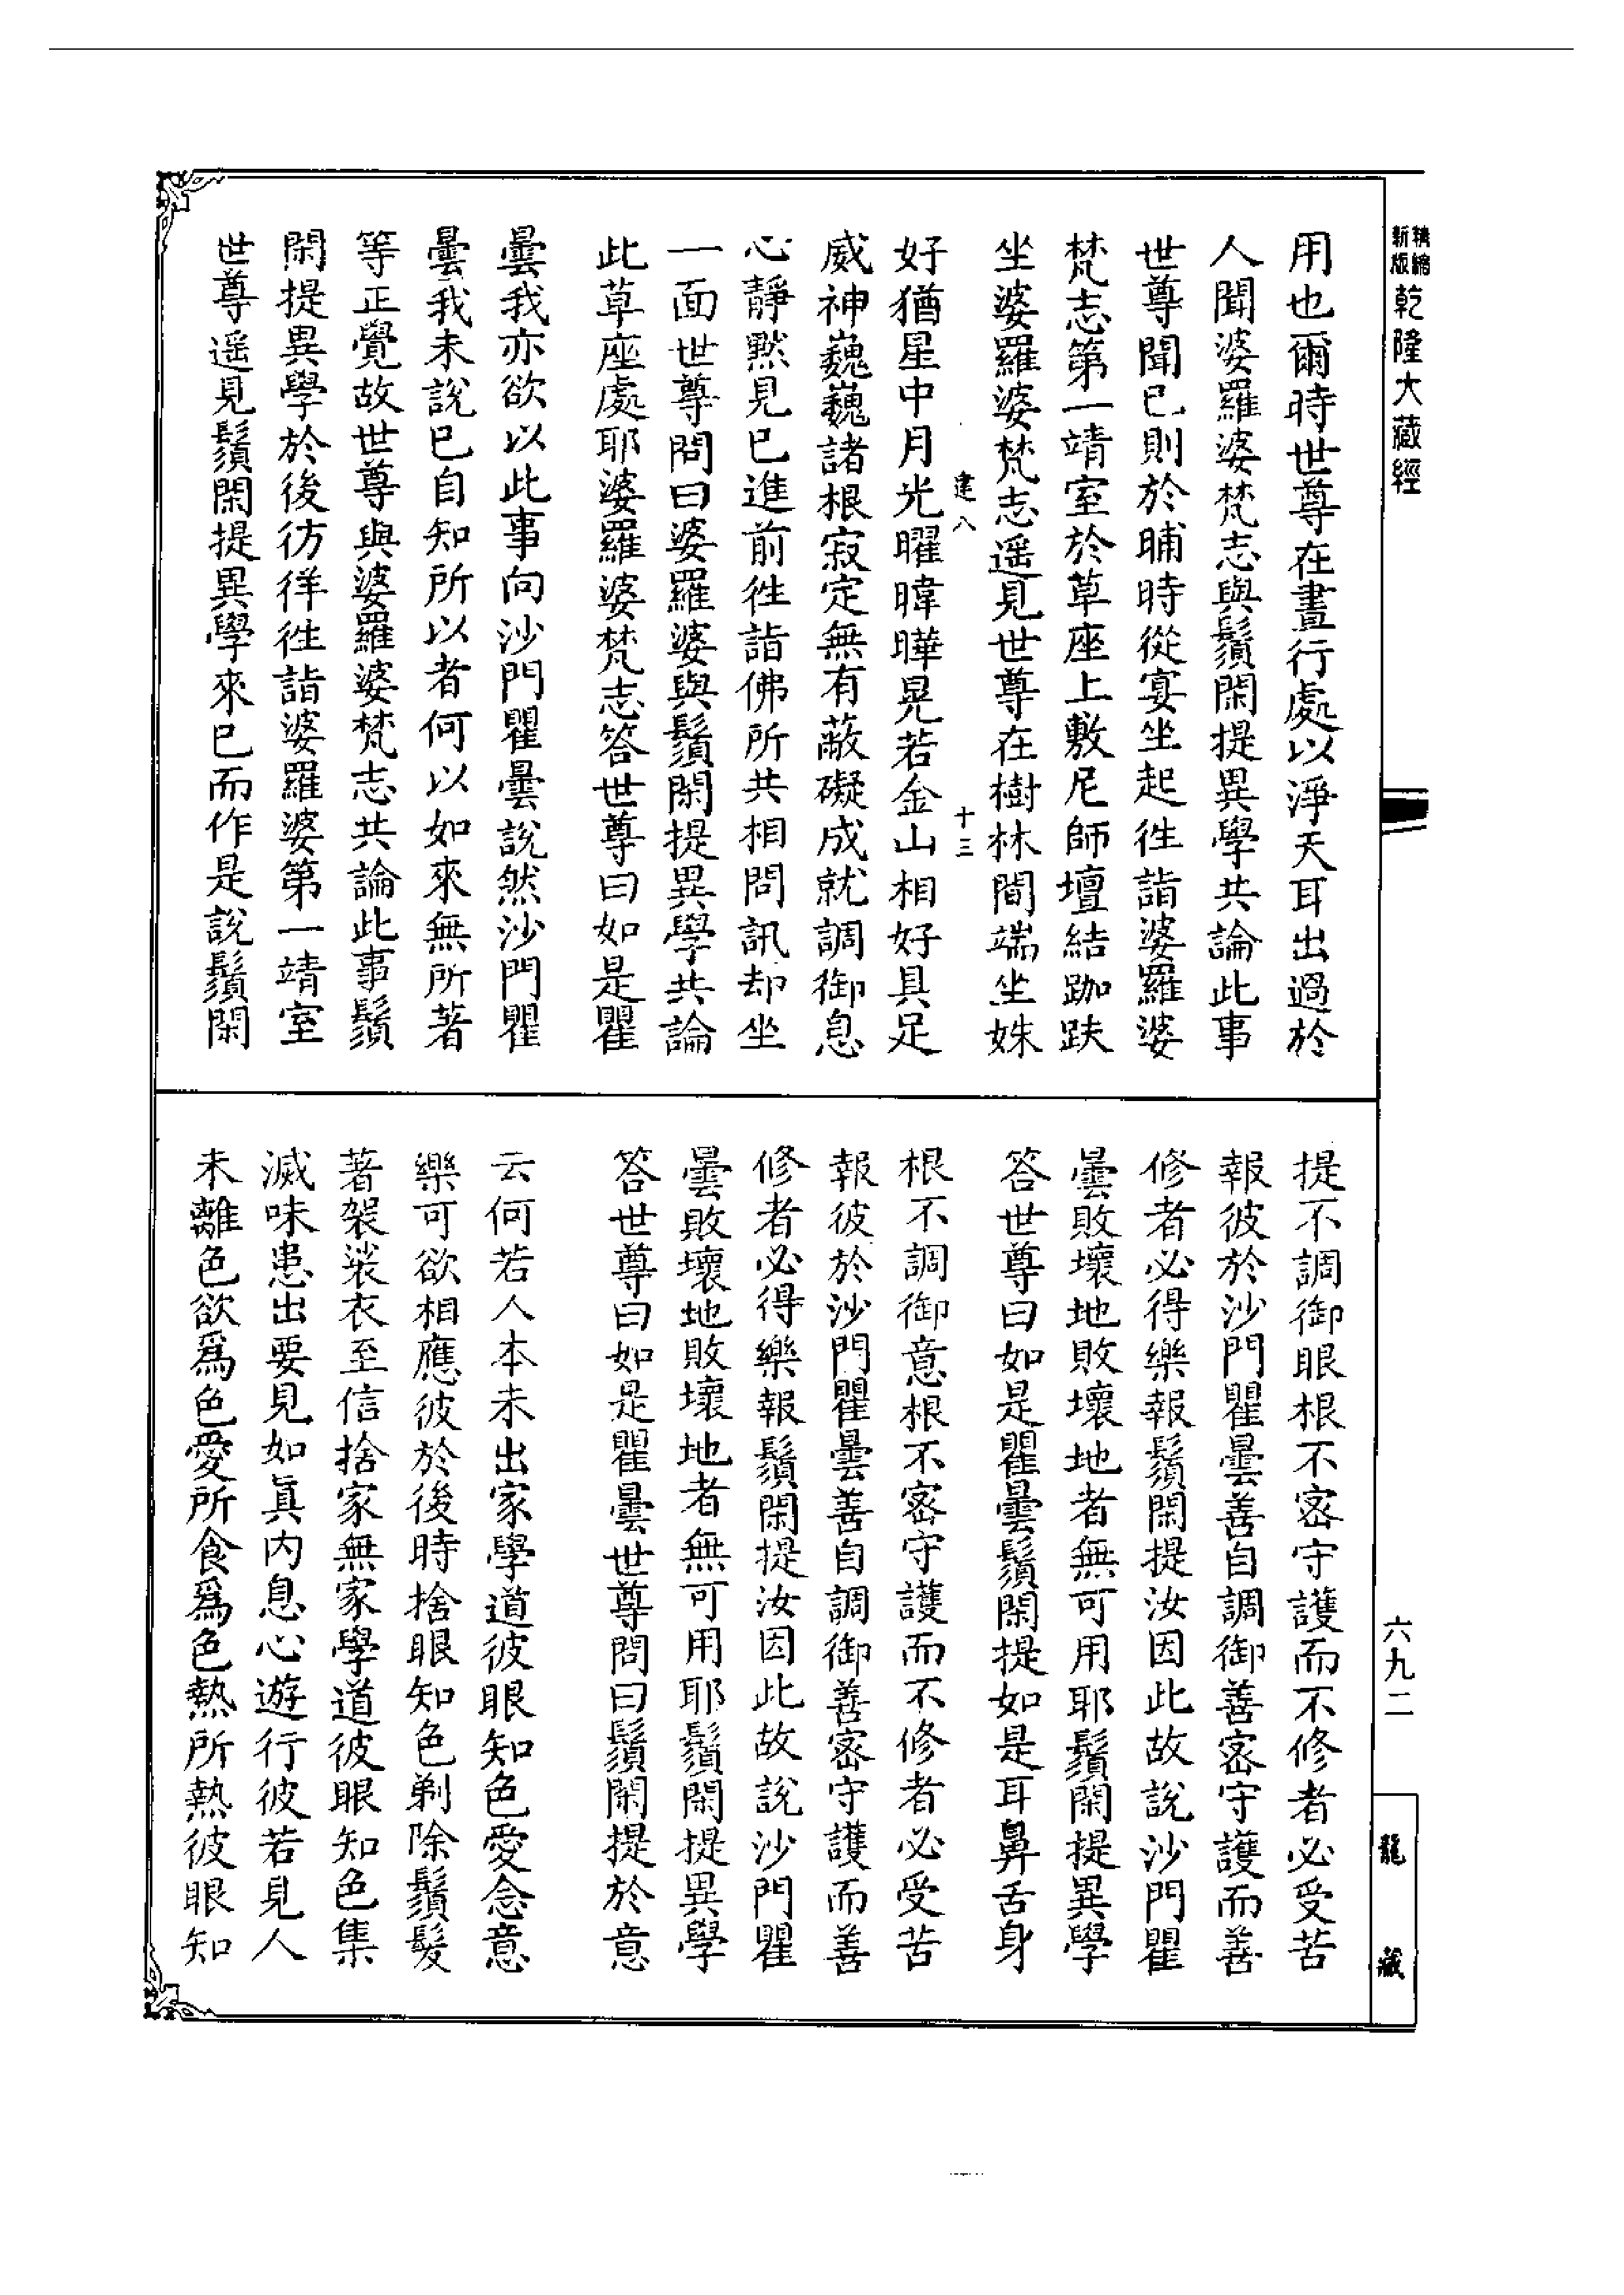 新版精縮乾隆大藏經
用也爾時世尊在晝行處以淨天耳出過於
人聞婆羅婆梵志與鬚閑提異學共論此事
世尊聞已則於晡時從宴坐起徃詣婆羅婆
梵志第一靖室於草座上敷尼師壇結跏趺
坐婆羅婆梵志遥見世尊在樹林間端坐姝
建八 十三
好猶星中月光曜暐曄晃若金山相好具足
威神巍巍諸根寂定無有蔽礙成就調御息
心靜默見已進前徃詣佛所共相問訊却坐
一面世尊問曰婆羅婆與鬚閑提異學共論
此草座處耶婆羅婆梵志答世尊曰如是瞿
曇我亦欲以此事向沙門瞿曇說然沙門瞿
曇我未說已自知所以者何以如來無所著
等正覺故世尊與婆羅婆梵志共論此事鬚
閑提異學於後彷徉徃詣婆羅婆第一靖室
世尊遥見鬚閑提異學來已而作是說鬚閑
提不調御眼根不密守護而不修者必受苦
報彼於沙門瞿曇善自調御善密守護而善
修者必得樂報鬚閑提汝因此故說沙門瞿
曇敗壞地敗壞地者無可用耶鬚閑提異學
答世尊曰如是瞿曇鬚閑提如是耳鼻舌身
根不調御意根不密守護而不修者必受苦
報彼於沙門瞿曇善自調御善密守護而善
修者必得樂報鬚閑提汝因此故說沙門瞿
曇敗壞地敗壞地者無可用耶鬚閑提異學
答世尊曰如是瞿曇世尊問曰鬚閑提於意
云何若人本未出家學道彼眼知色愛念意
樂可欲相應彼於後時捨眼知色剃除鬚髮
著袈裟衣至信捨家無家學道彼眼知色集
滅味患出要見如眞內息心遊行彼若見人
未離色欲爲色愛所食爲色熱所熱彼眼知
六九二
龍藏